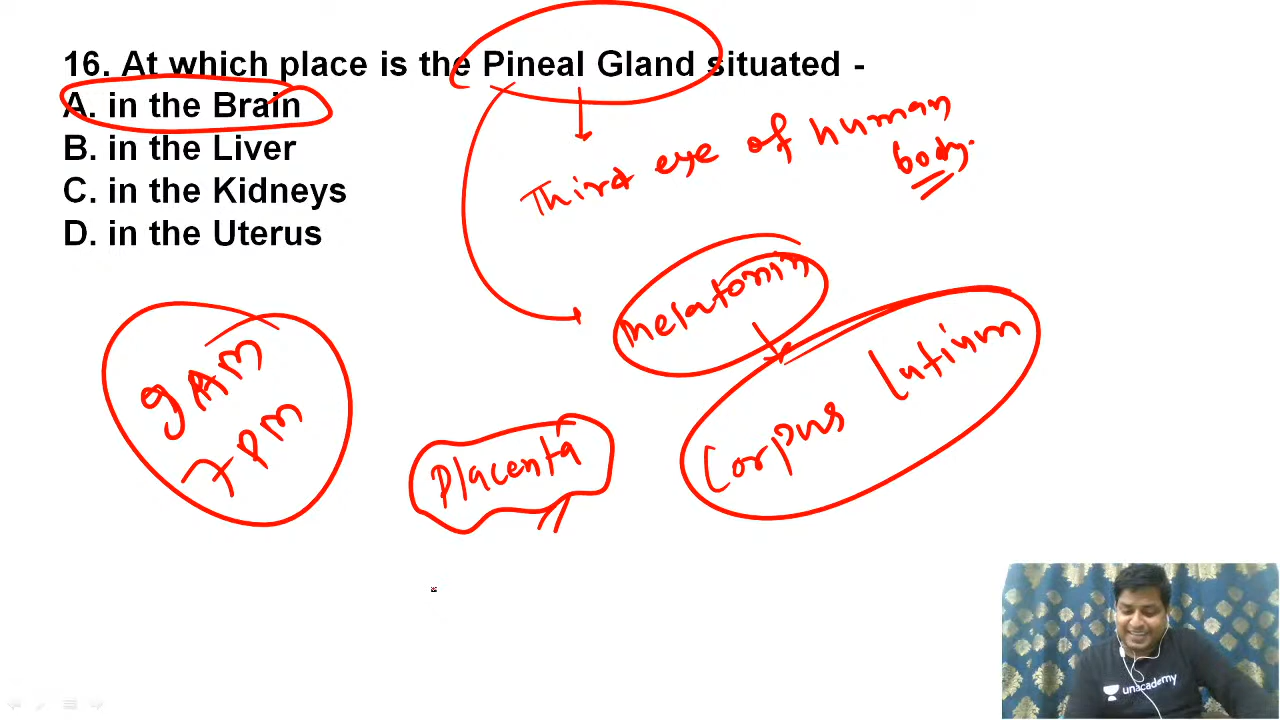 16. At which place is the Pineal Gland situated -
A. in the Brain
B. in the Liver
C. in the Kidneys
D. in the Uterus
Third eye of human
body.
Melatonin
Corpus lutium
9 AM
7 PM
Placenta
unacademy